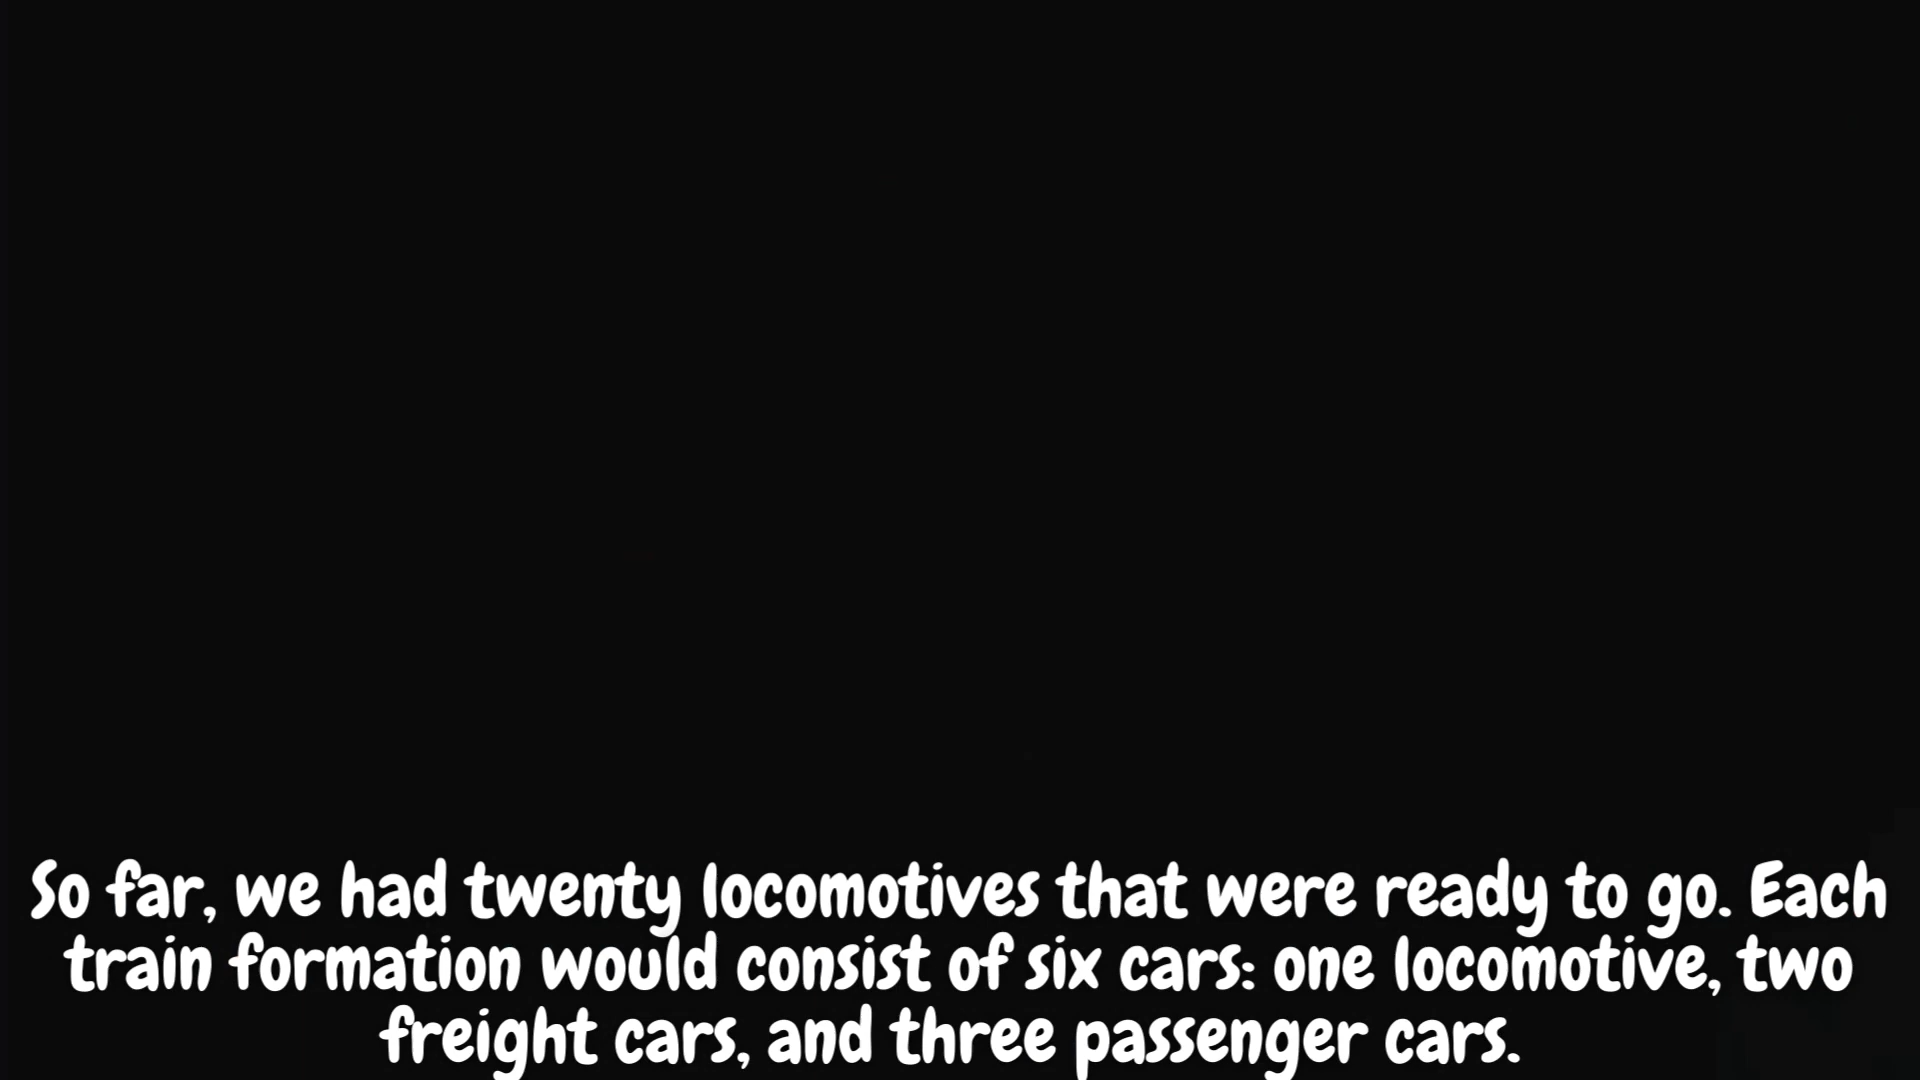 So far, we had twenty locomotives that were ready to go. Each
train formation would consist of six cars: one locomotive, two
freight cars, and three passenger cars.